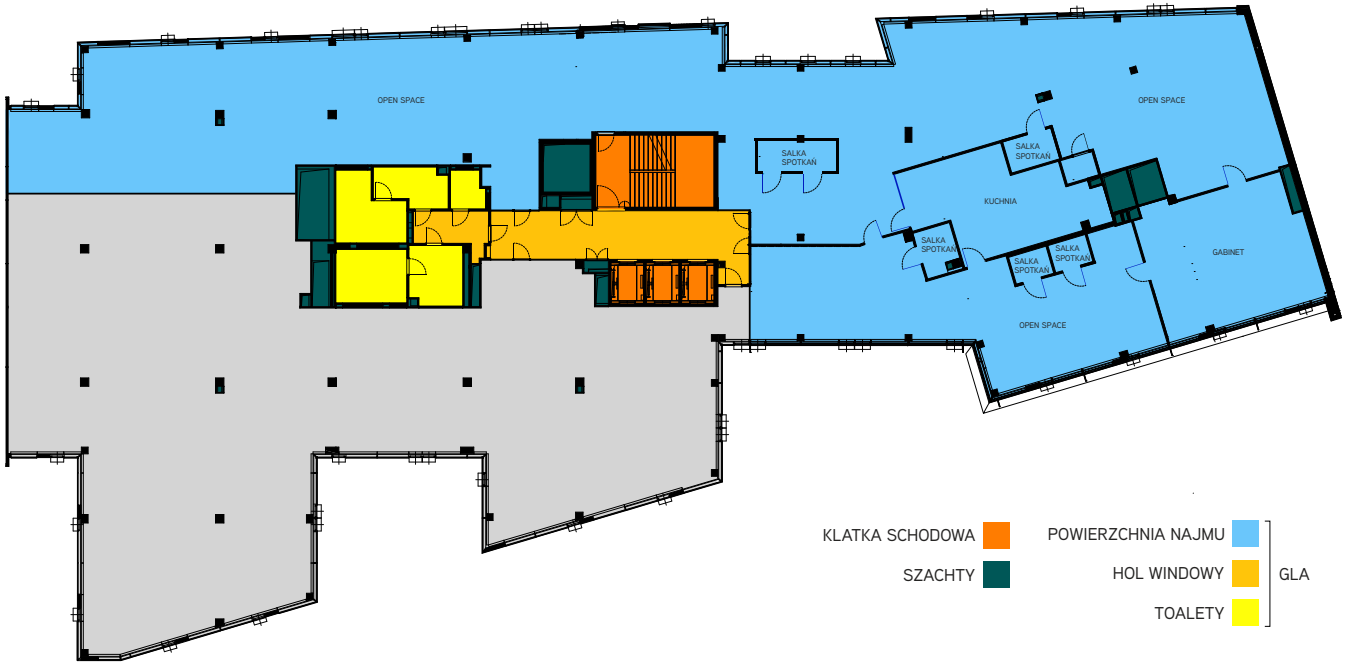 OPEN SPACE
OPEN SPACE
SALKA
SPOTKAŃ
SALKA
SPOTKAŃ
KUCHNIA
SALKA
SPOTKAŃ
SALKA
SPOTKAŃ
SALKA
SPOTKAŃ
GABINET
OPEN SPACE
KLATKA SCHODOWA
SZACHTY
POWIERZCHNIA NAJMU
HOL WINDOWY
TOALETY
GLA